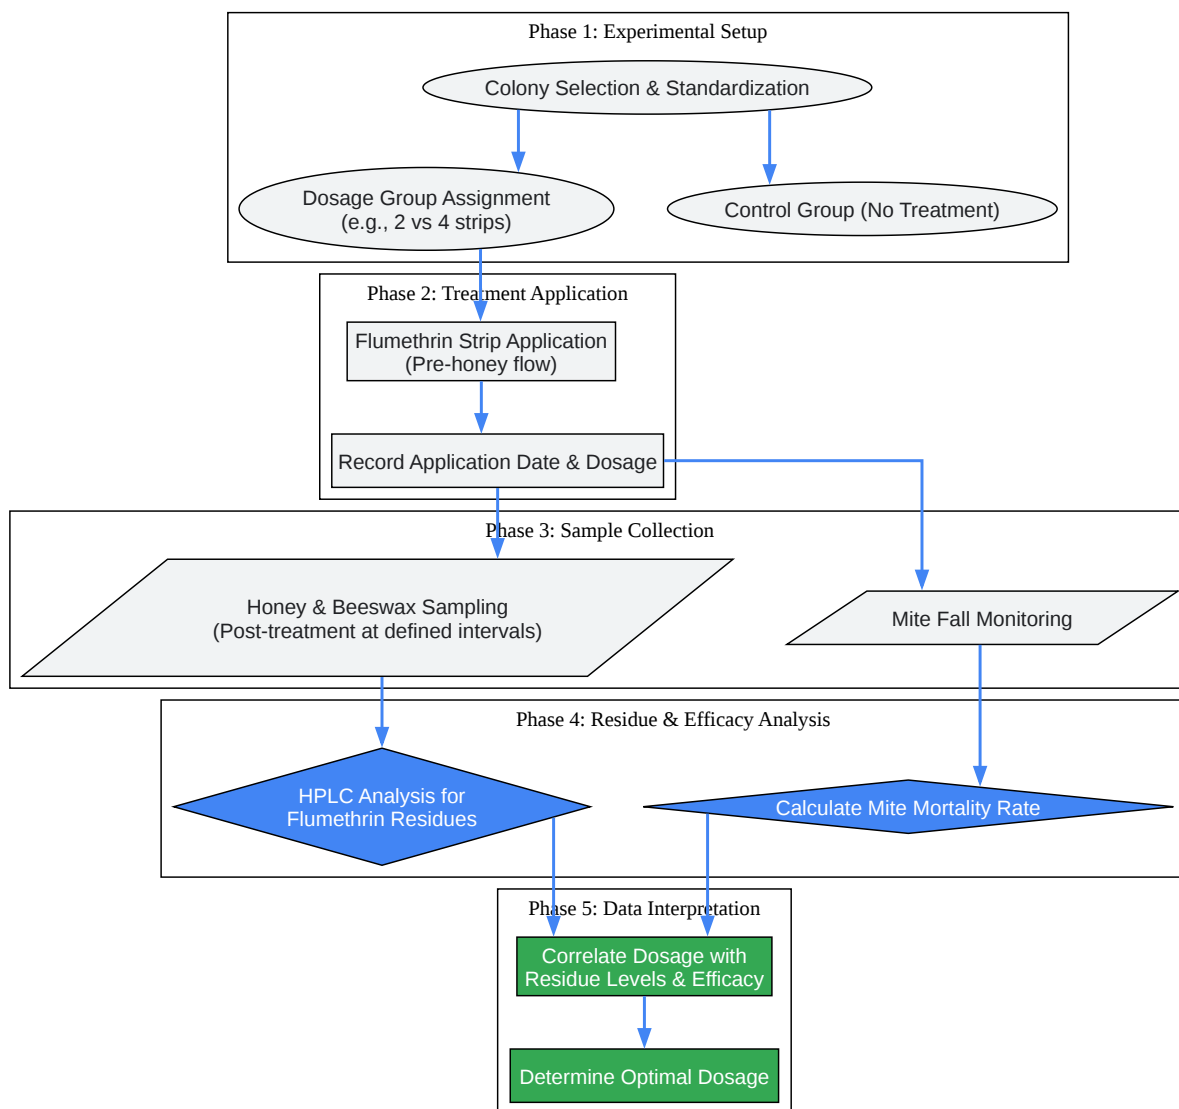 Phase 1: Experimental Setup
Colony Selection & Standardization
Dosage Group Assignment
(e.g., 2 vs 4 strips)
Control Group (No Treatment)
Phase 2: Treatment Application
Flumethrin Strip Application
(Pre-honey flow)
Record Application Date & Dosage
Phase 3: Sample Collection
Honey & Beeswax Sampling
(Post-treatment at defined intervals)
Mite Fall Monitoring
Phase 4: Residue & Efficacy Analysis
HPLC Analysis for
Flumethrin Residues
Calculate Mite Mortality Rate
Phase 5: Data Interpretation
Correlate Dosage with
Residue Levels & Efficacy
Determine Optimal Dosage